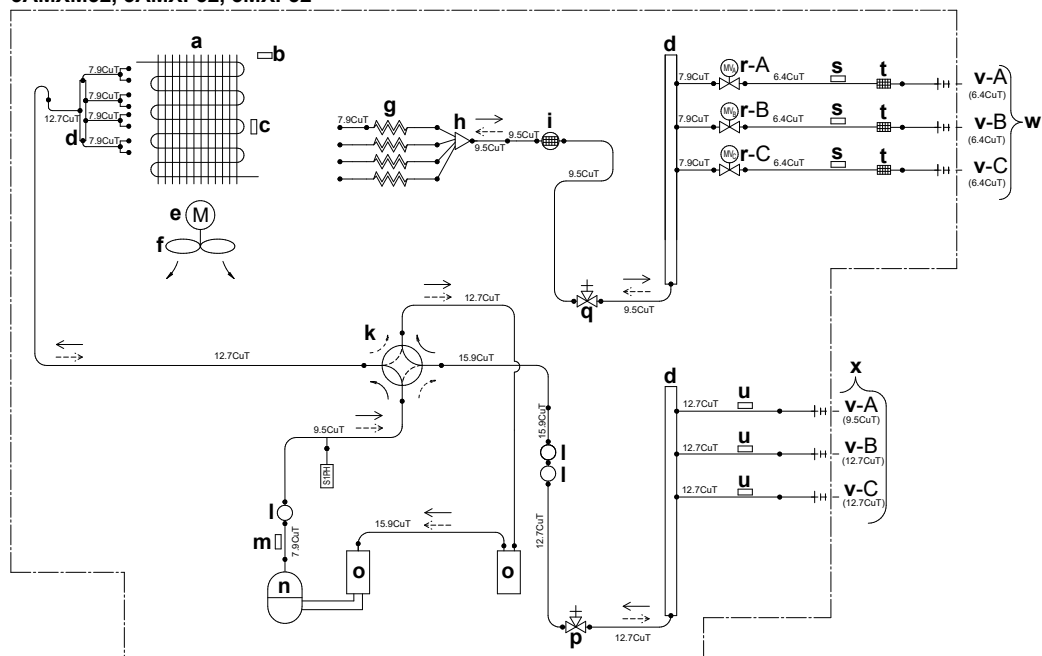 a
b
7.9CuT
7.9CuT
7.9CuT
7.9CuT
12.7CuT
d
c
e
M
f
g
7.9CuT
h
9.5CuT
9.5CuT
i
9.5CuT
q
9.5CuT
d
7.9CuT
r-A
6.4CuT
s
t
v-A
(6.4CuT)
7.9CuT
r-B
6.4CuT
s
t
v-B
(6.4CuT)
w
7.9CuT
r-C
6.4CuT
s
t
v-C
(6.4CuT)
12.7CuT
k
12.7CuT
15.9CuT
15.9CuT
l
l
12.7CuT
9.5CuT
S1PH
l
m
7.9CuT
n
15.9CuT
o
o
p
12.7CuT
d
x
12.7CuT
u
v-A
(9.5CuT)
12.7CuT
u
v-B
(12.7CuT)
12.7CuT
u
v-C
(12.7CuT)